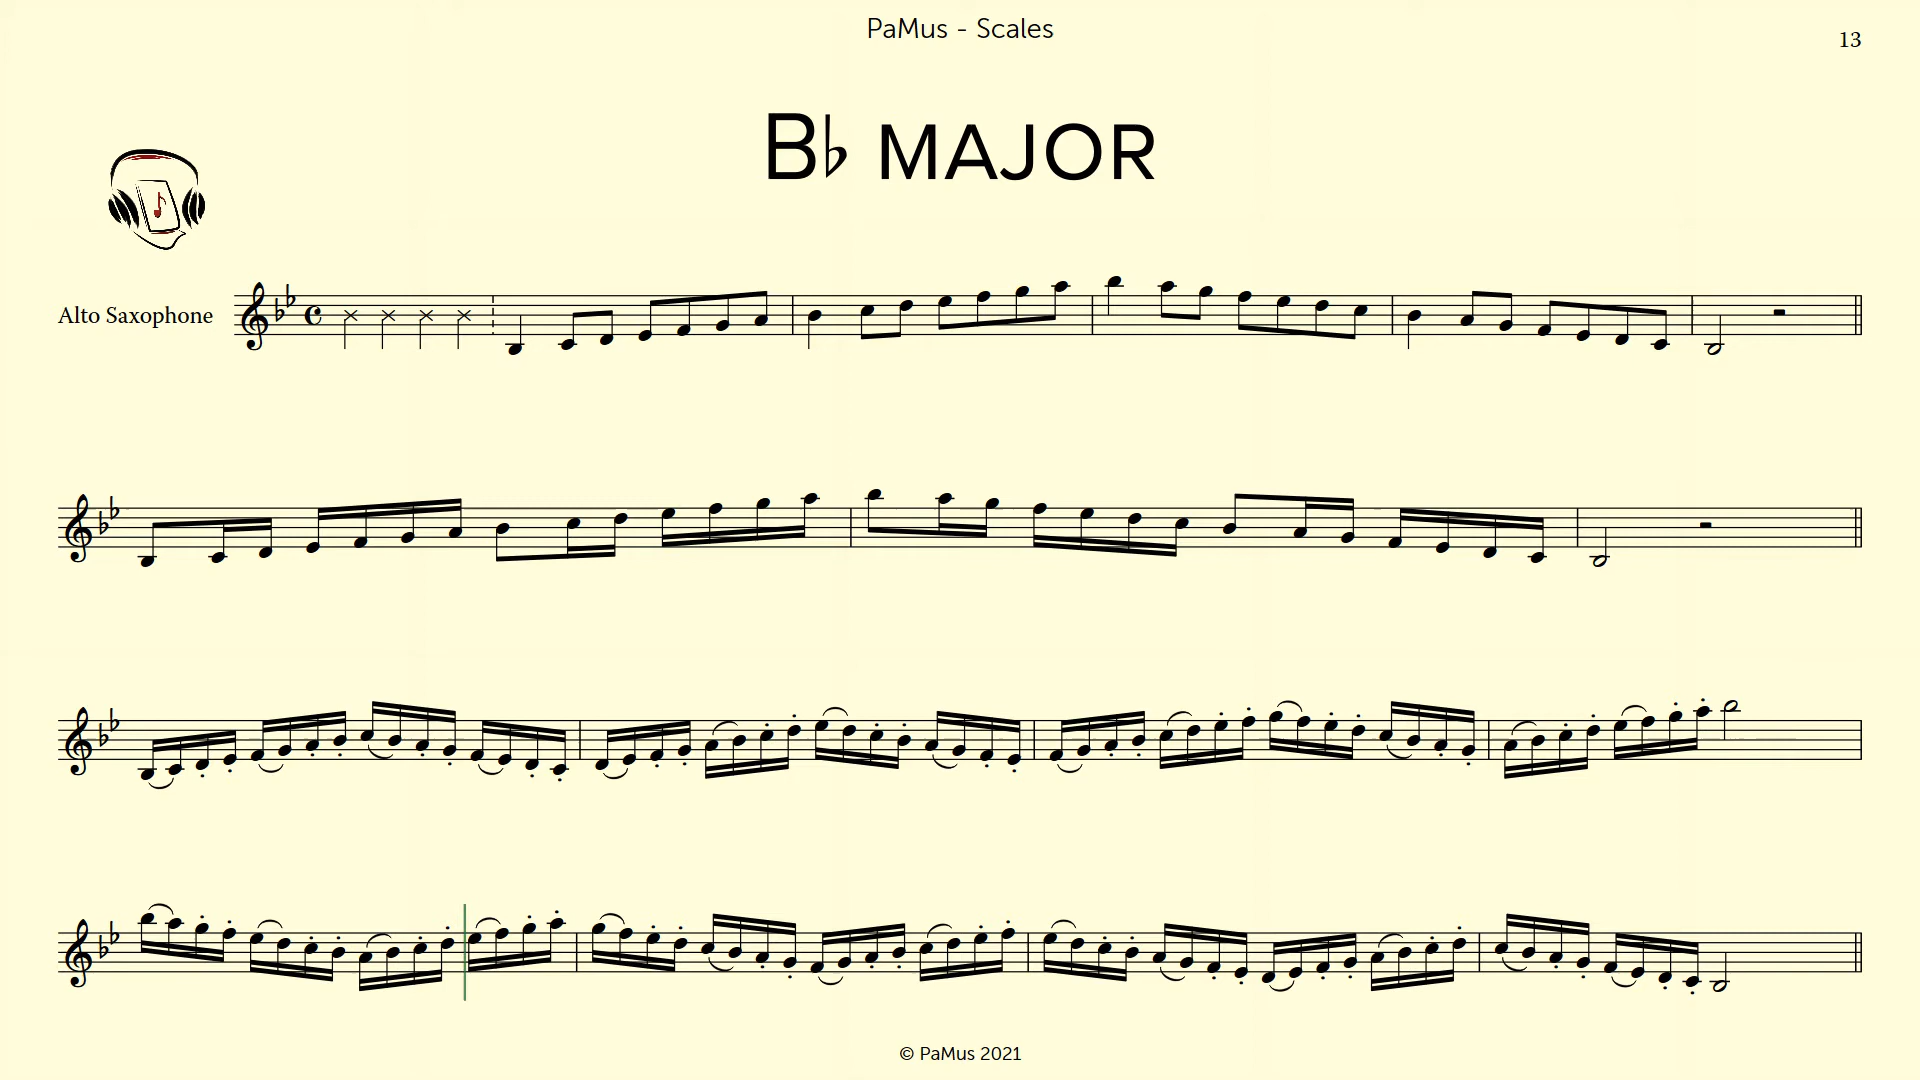 PaMus - Scales
13
B♭ MAJOR
Alto Saxophone
© PaMus 2021